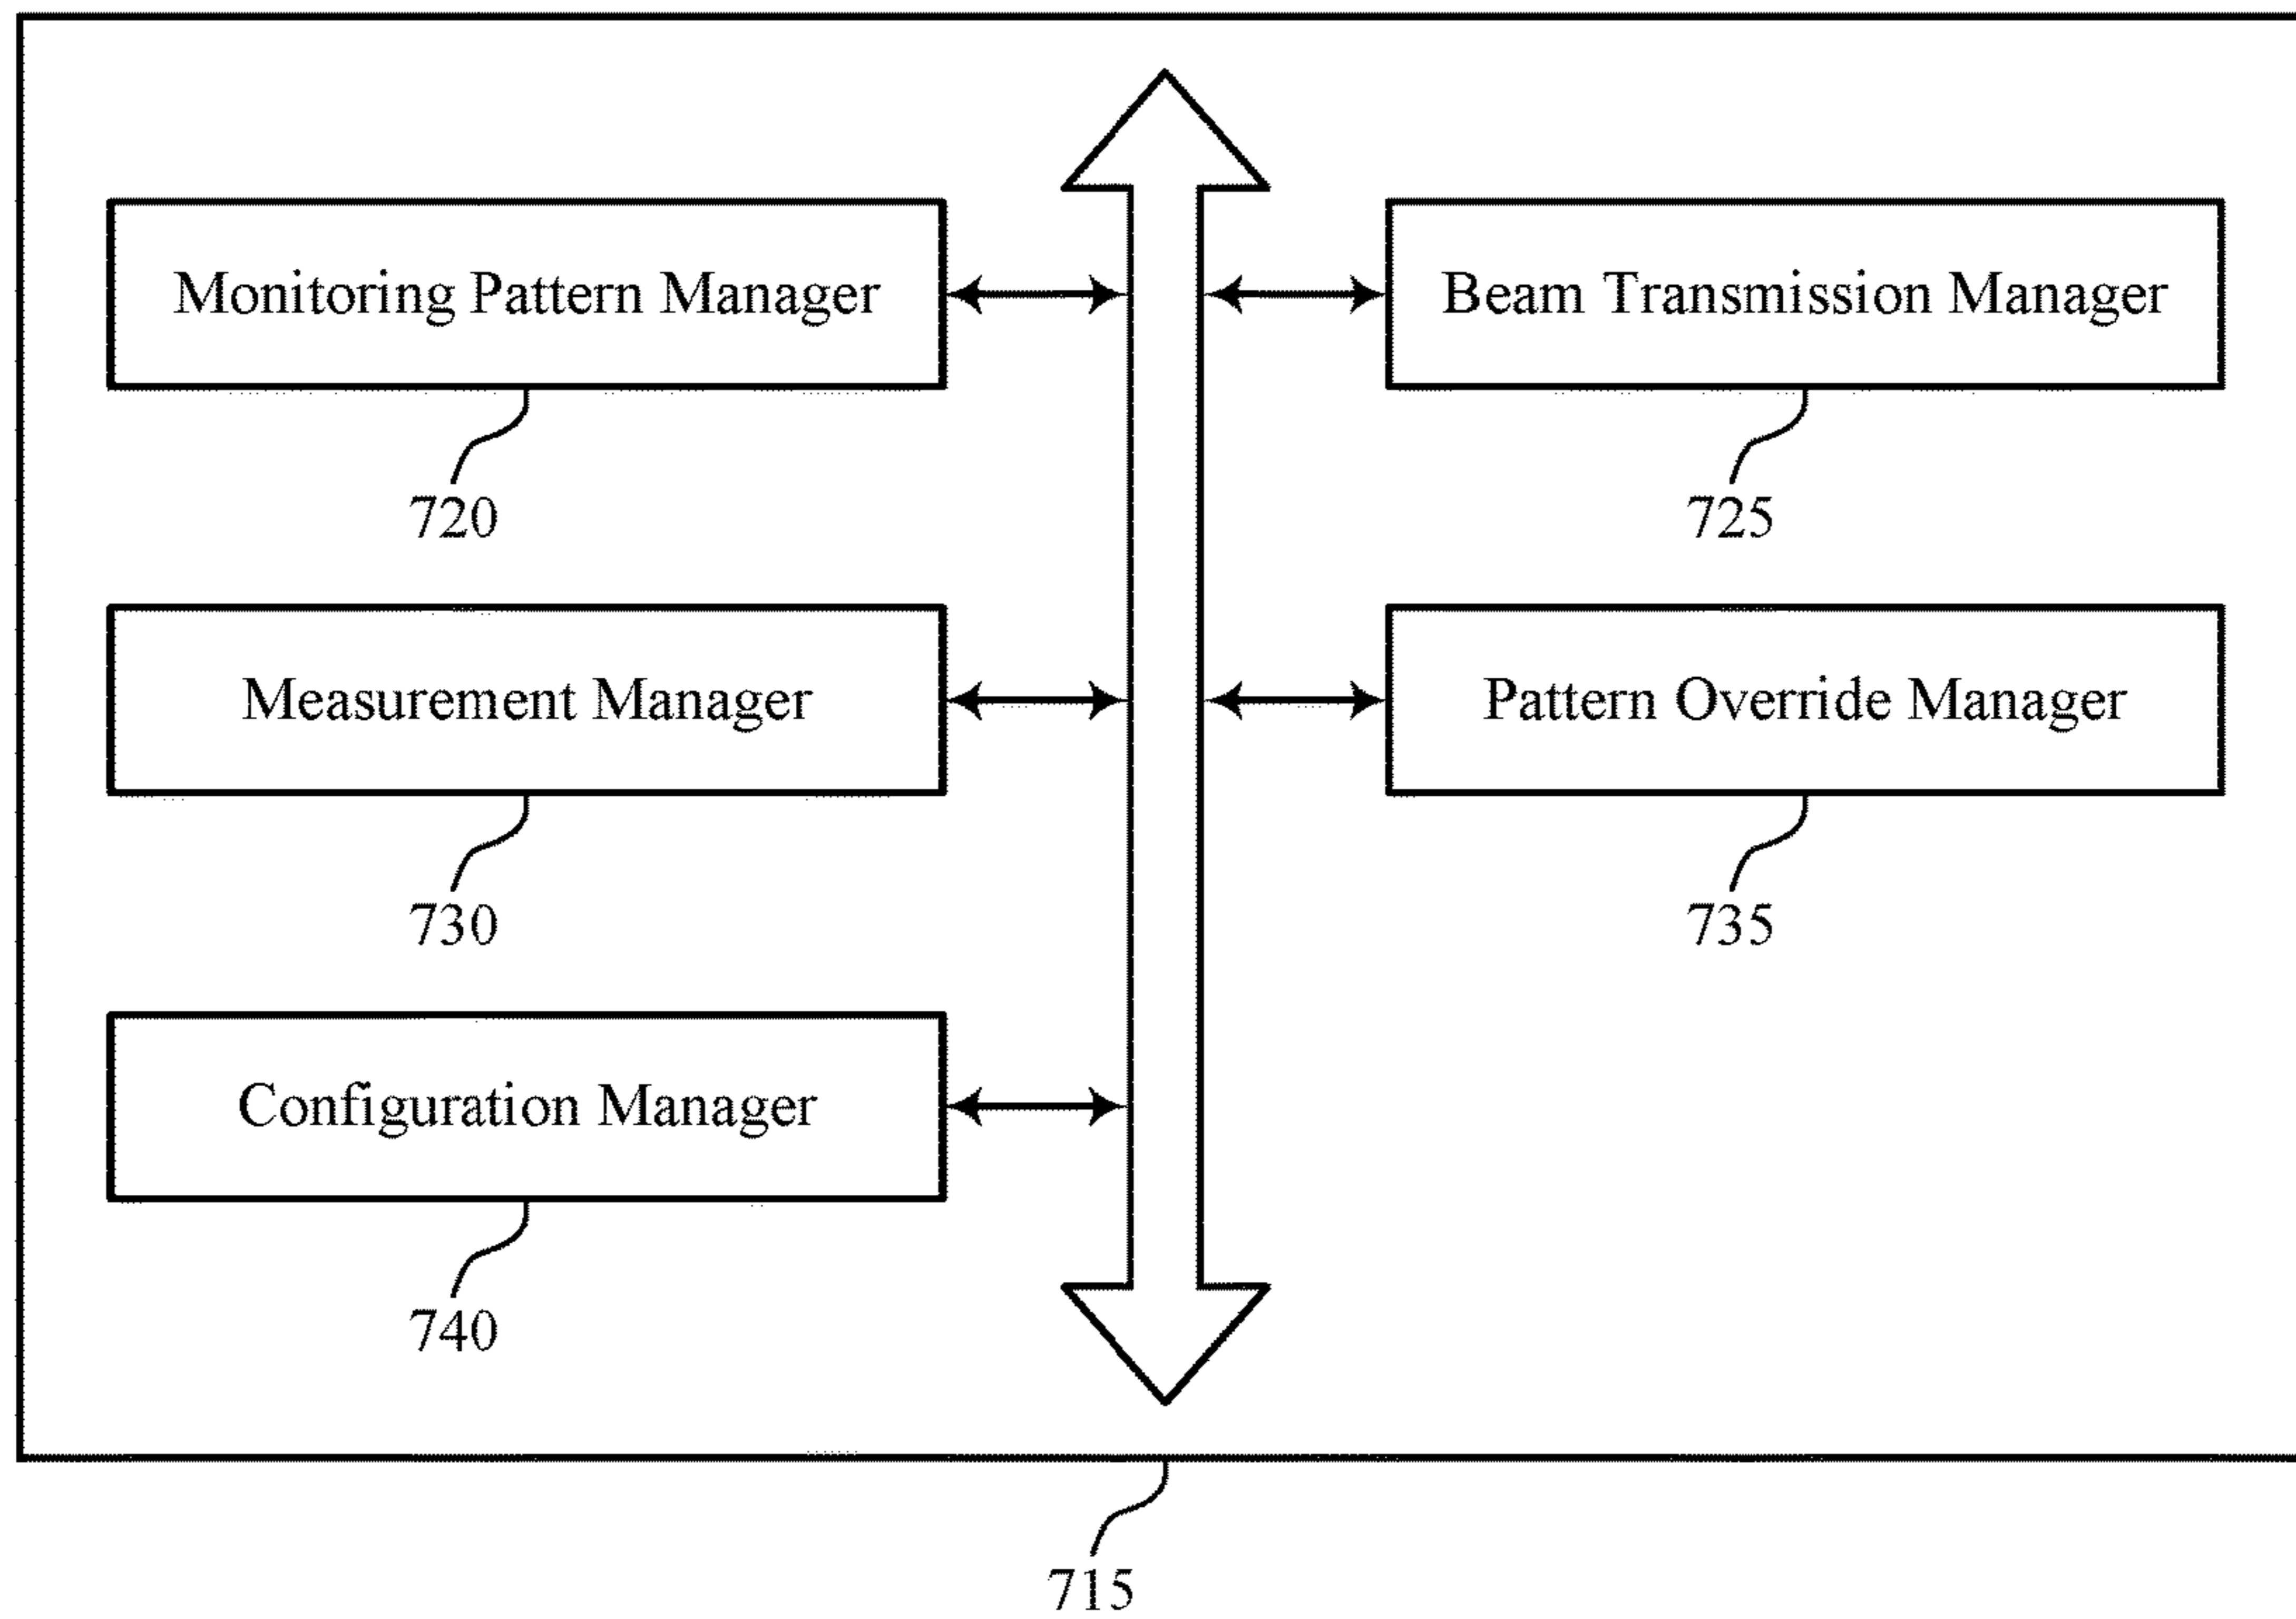 Monitoring Pattern Manager
Beam Transmission Manager
720
725
Measurement Manager
Pattern Override Manager
730
735
Configuration Manager
740
715